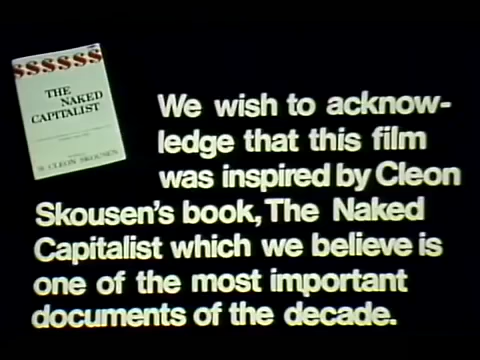 $$$$$$
THE
NAKED
CAPITALIST
W. CLEON SKOUSEN
We wish to acknow-
ledge that this film
was inspired by Cleon
Skousen's book, The Naked
Capitalist which we believe is
one of the most important
documents of the decade.